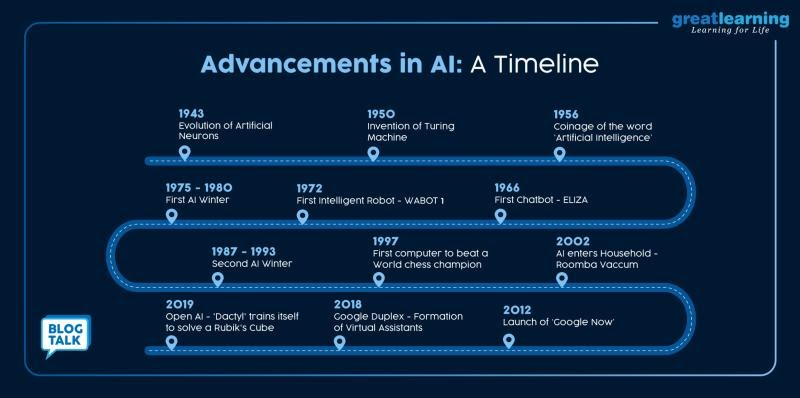 greatlearning
Learning for Life
Advancements in AI: A Timeline
1943
Evolution of Artificial
Neurons
1950
Invention of Turing
Machine
1956
Coinage of the word
'Artificial Intelligence'
1975 - 1980
First AI Winter
1972
First Intelligent Robot - WABOT 1
1966
First Chatbot - ELIZA
1987 - 1993
Second AI Winter
1997
First computer to beat a
World chess champion
2002
AI enters Household -
Roomba Vaccum
2019
Open AI - 'Dactyl' trains itself
to solve a Rubik's Cube
2018
Google Duplex - Formation
of Virtual Assistants
2012
Launch of 'Google Now'
BLOG
TALK